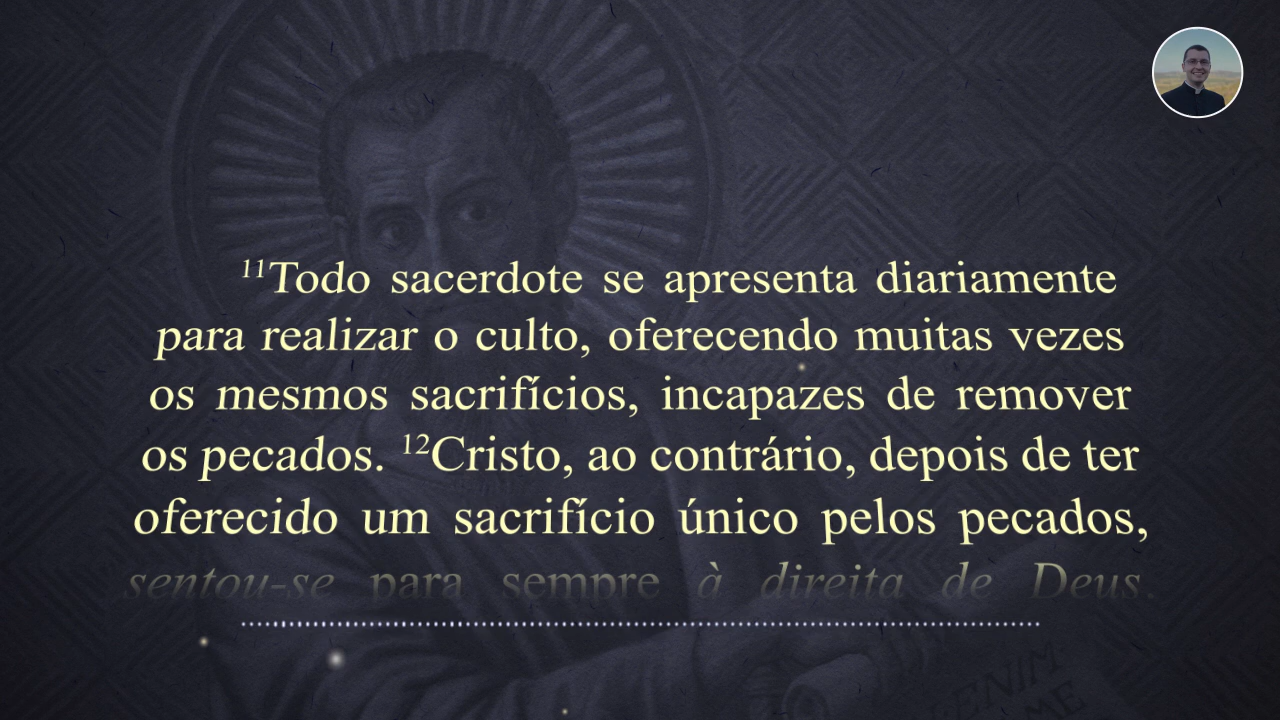 ¹¹Todo sacerdote se apresenta diariamente
para realizar o culto, oferecendo muitas vezes
os mesmos sacrifícios, incapazes de remover
os pecados. ¹²Cristo, ao contrário, depois de ter
oferecido um sacrifício único pelos pecados,
sentou-se para sempre à direita de Deus.
ENIM
ME